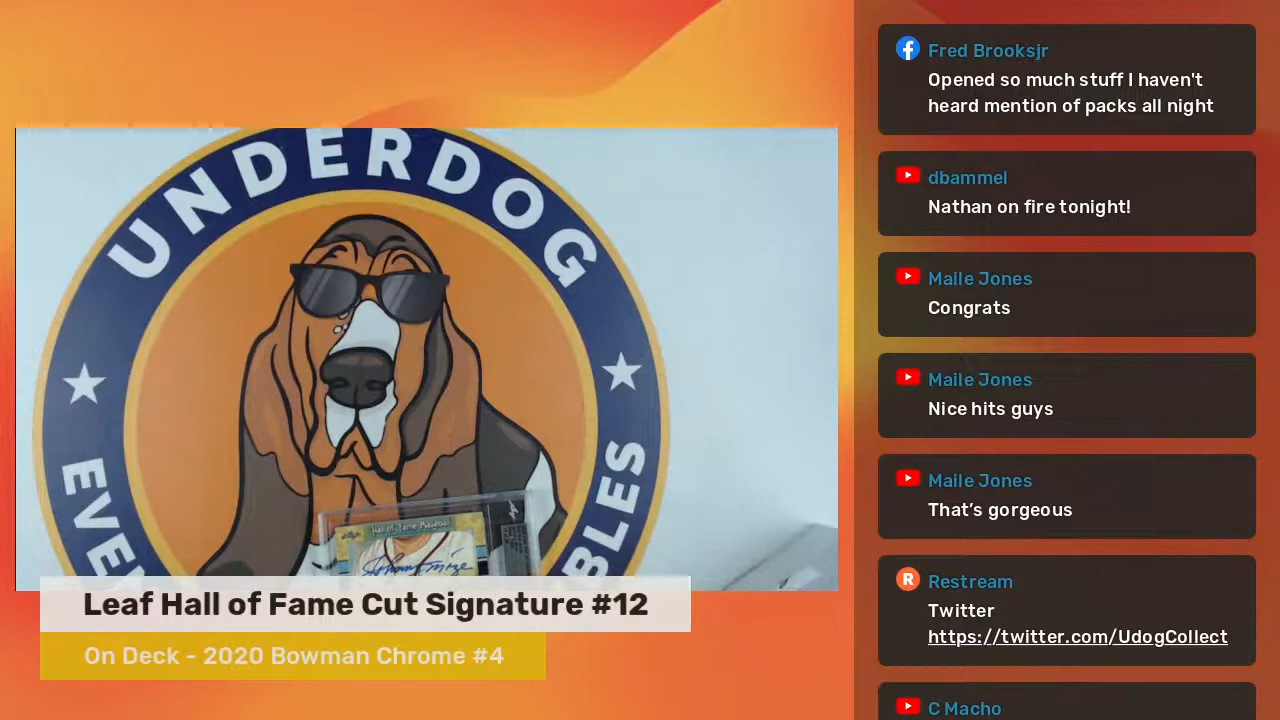 UNDERDOG
EVE
BLES
Hall of Fame Baseball
Johnny Mize
Leaf Hall of Fame Cut Signature #12
On Deck - 2020 Bowman Chrome #4
Fred Brooksjr
Opened so much stuff I haven't
heard mention of packs all night
dbammel
Nathan on fire tonight!
Maile Jones
Congrats
Maile Jones
Nice hits guys
Maile Jones
That’s gorgeous
R Restream
Twitter
https://twitter.com/UdogCollect
C Macho